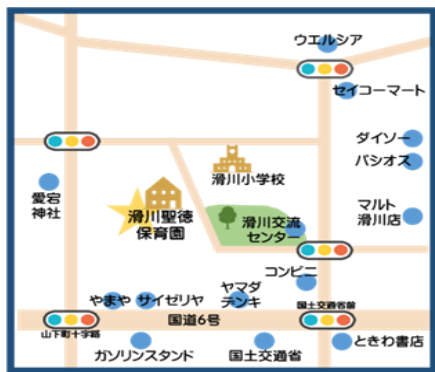 ウエルシア
セイコーマート
ダイソー
パシオス
滑川小学校
愛宕
神社
滑川聖徳
保育園
マルト
滑川店
滑川交流
センター
コンビニ
ヤマダ
デンキ
やまや
サイゼリヤ
国土交通省前
国道6号
山下町十字路
ガソリンスタンド
国土交通省
ときわ書店